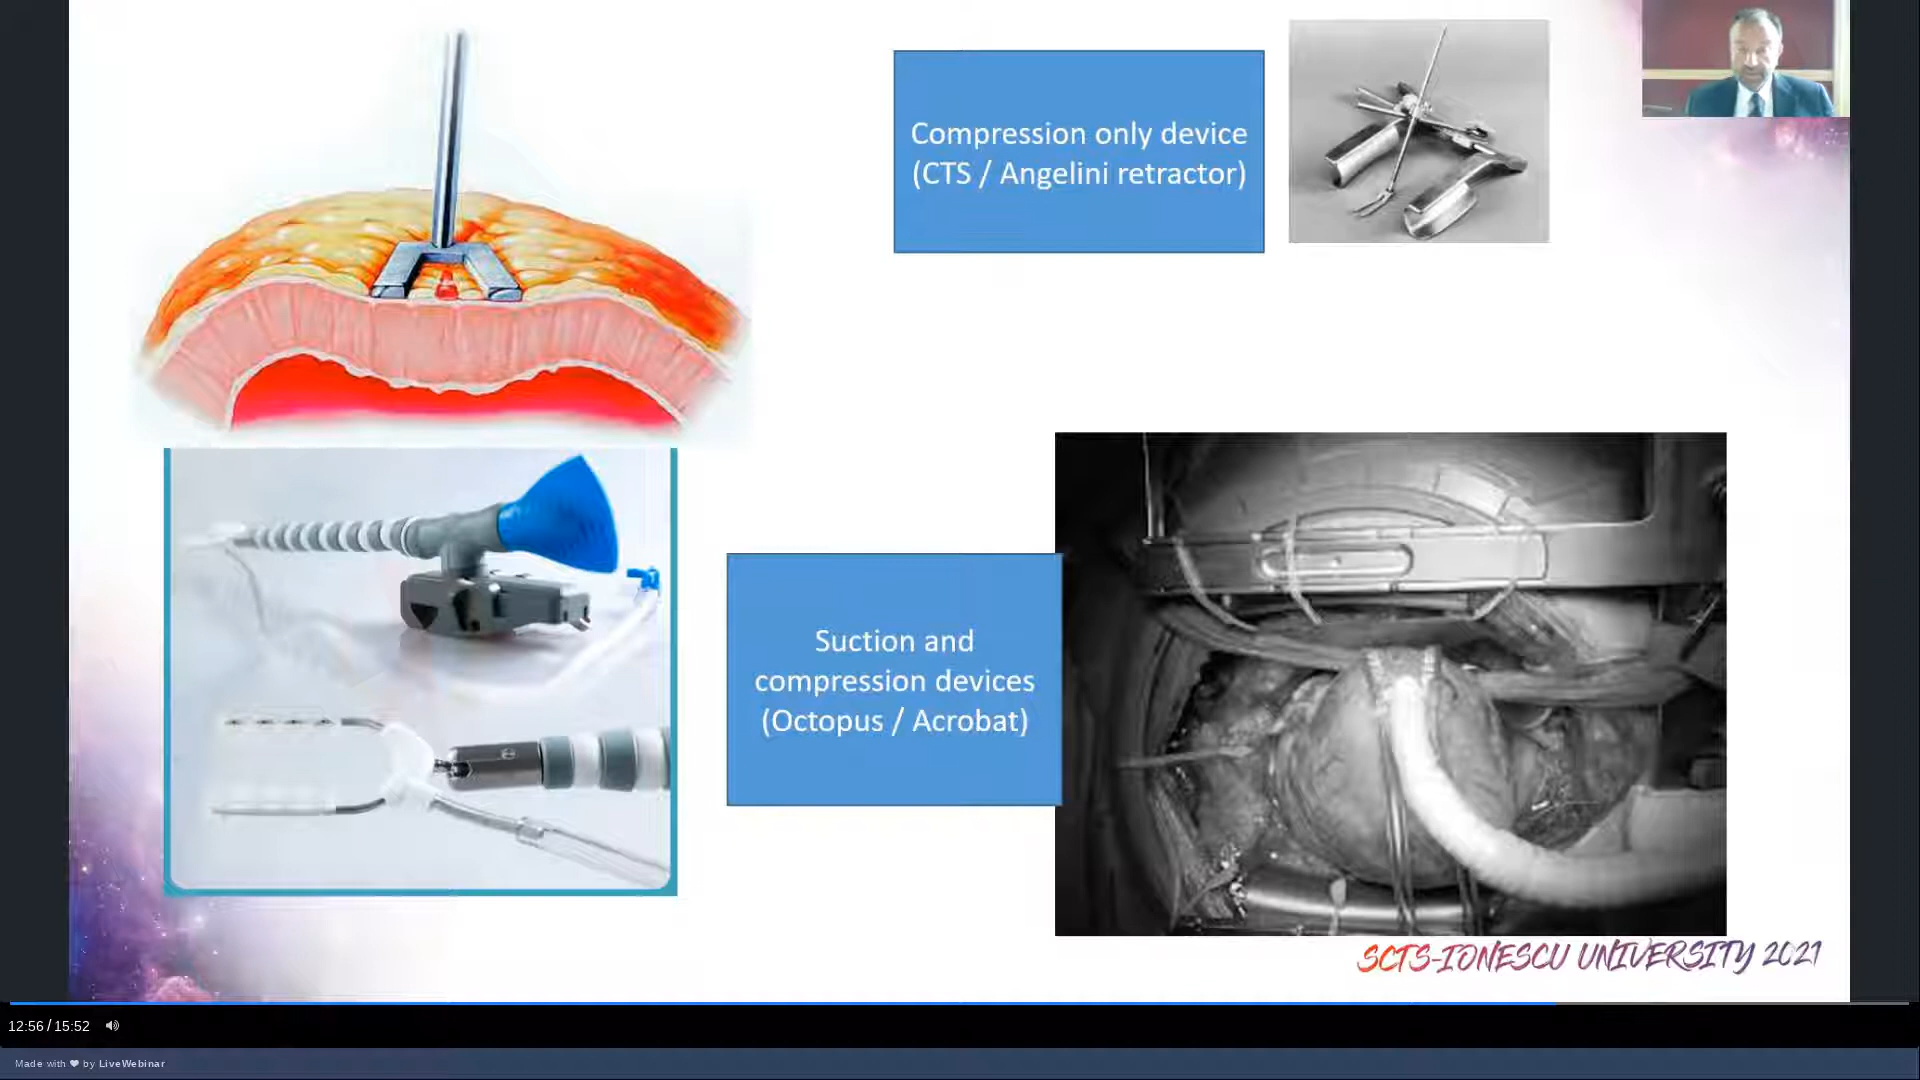 Compression only device
(CTS / Angelini retractor)
Suction and
compression devices
(Octopus / Acrobat)
SCTS-IONESCU UNIVERSITY 2021
12:56 / 15:52
Made with ❤ by LiveWebinar